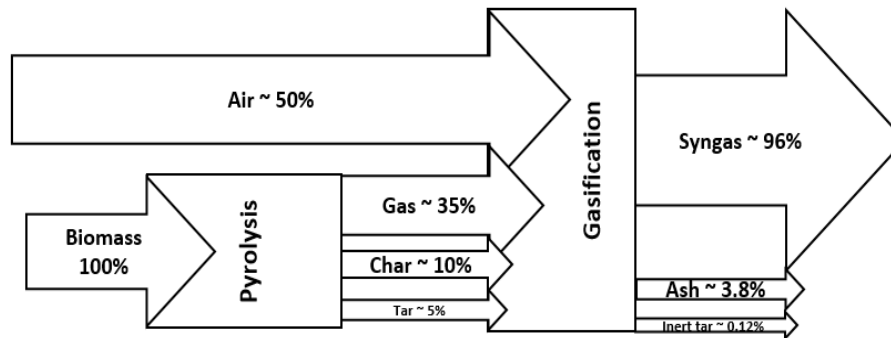 Air ~ 50%
Biomass
100%
Pyrolysis
Gas ~ 35%
Char ~ 10%
Tar ~ 5%
Gasification
Syngas ~ 96%
Ash ~ 3.8%
Inert tar ~ 0.12%